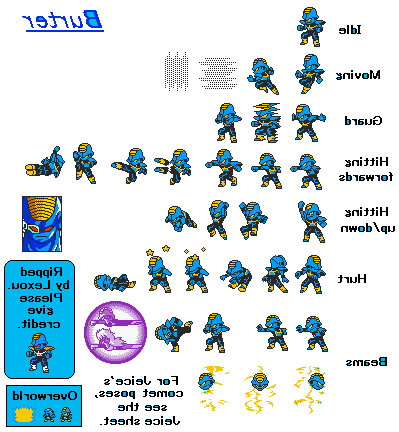 Burter
Idle
Moving
Guard
Hitting
forwards
Hitting
up/down
Hurt
Ripped
by Lexou.
Please
give
credit.
Beams
For Jeice's
comet poses,
see the
Jeice sheet.
Overworld